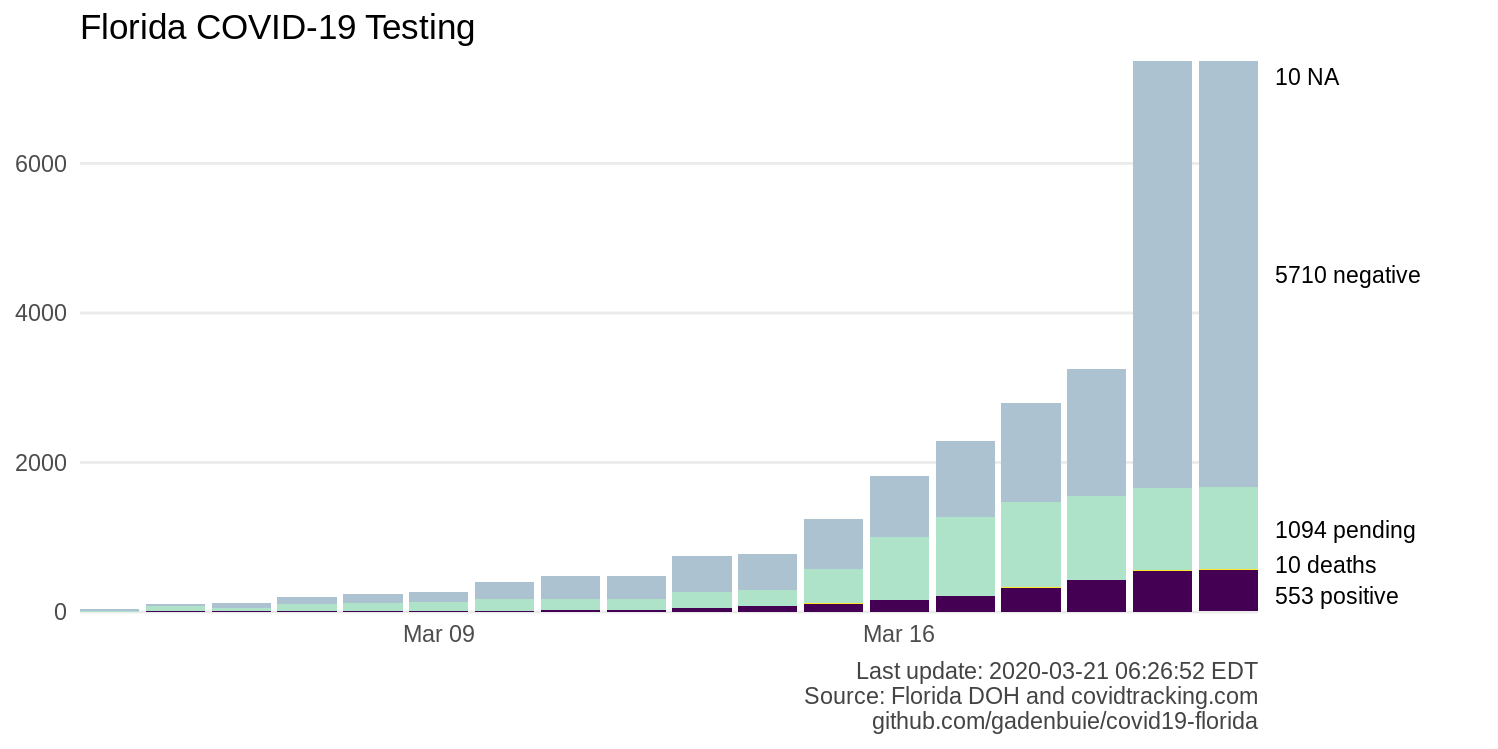 Florida COVID-19 Testing
10 NA
6000
5710 negative
4000
2000
1094 pending
10 deaths
553 positive
0
Mar 09
Mar 16
Last update: 2020-03-21 06:26:52 EDT
Source: Florida DOH and covidtracking.com
github.com/gadenbuie/covid19-florida